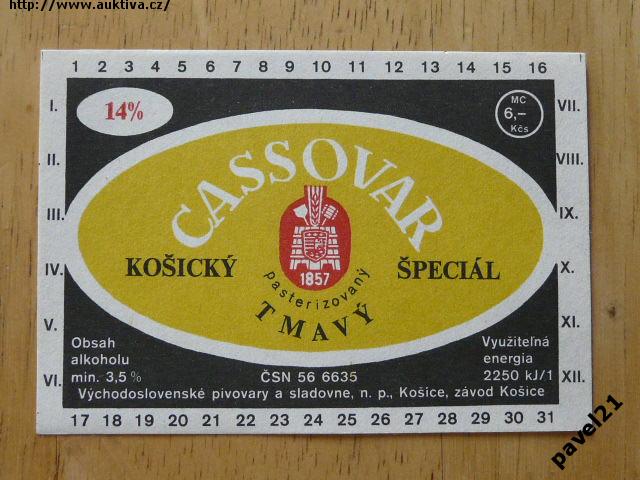 http://www.auktiva.cz/
1 2 3 4 5 6 7 8 9 10 11 12 13 14 15 16
I. VII.
14%
MC
6,–
Kčs
II. VIII.
CASSOVAR
III. IX.
KOŠICKÝ ŠPECIÁL
1857
IV. X.
pasterizovaný
TMAVÝ
V. XI.
Obsah
alkoholu
min. 3,5 %
ČSN 56 6635
Využiteľná
energia
2250 kJ/1
VI. XII.
Východoslovenské pivovary a sladovne, n. p., Košice, závod Košice
17 18 19 20 21 22 23 24 25 26 27 28 29 30 31
pavel21